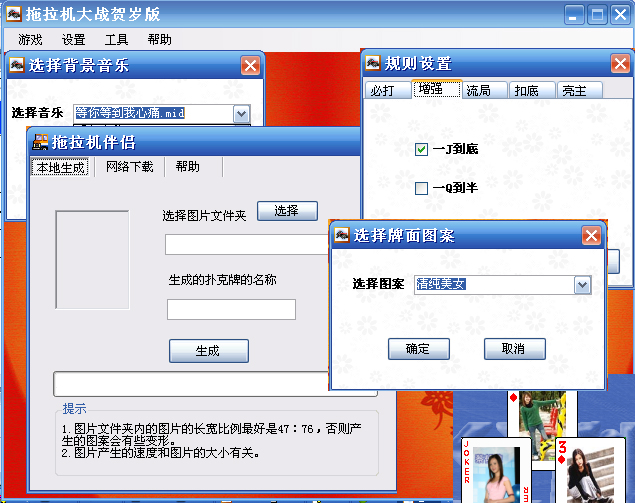 拖拉机大战贺岁版
游戏 设置 工具 帮助
选择背景音乐
选择音乐 等你等到我心痛.mid
规则设置
必打 增强 流局 扣底 亮主
一J到底
一Q到半
拖拉机伴侣
本地生成 网络下载 帮助
选择图片文件夹 选择
生成的扑克牌的名称
生成
提示
1.图片文件夹内的图片的长宽比例最好是47：76，否则产
生的图案会有些变形。
2.图片产生的速度和图片的大小有关。
选择牌面图案
选择图案 清纯美女
确定 取消
JOKER
3